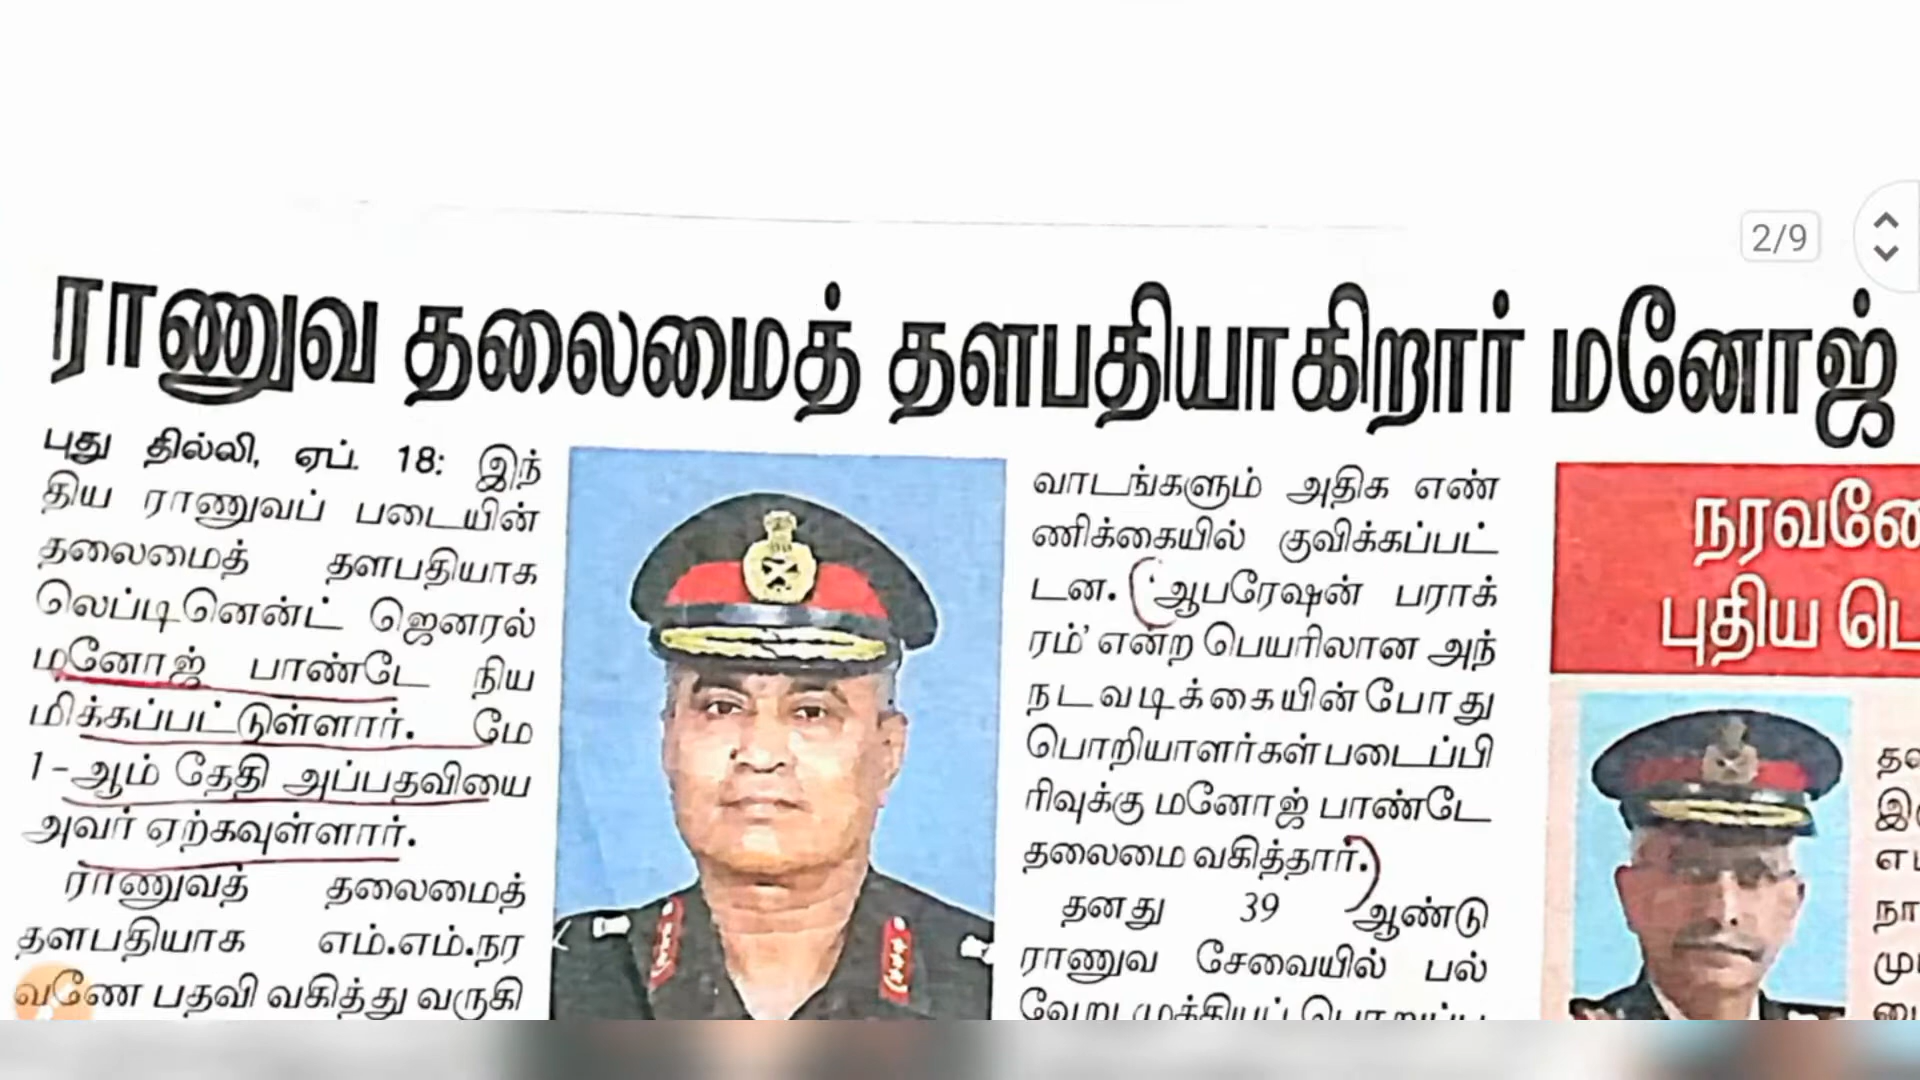 2/9
ராணுவ தலைமைத் தளபதியாகிறார் மனோஜ்
புது தில்லி, ஏப். 18: இந்
திய ராணுவப் படையின்
தலைமைத் தளபதியாக
லெப்டினென்ட் ஜெனரல்
மனோஜ் பாண்டே நிய
மிக்கப்பட்டுள்ளார். மே
1-ஆம் தேதி அப்பதவியை
அவர் ஏற்கவுள்ளார்.
ராணுவத் தலைமைத்
தளபதியாக எம்.எம்.நர
வணே பதவி வகித்து வருகி
வாடங்களும் அதிக எண்
ணிக்கையில் குவிக்கப்பட்
டன. 'ஆபரேஷன் பராக்
ரம்' என்ற பெயரிலான அந்
நடவடிக்கையின்போது
பொறியாளர்கள் படைப்பி
ரிவுக்கு மனோஜ் பாண்டே
தலைமை வகித்தார்.
தனது 39 ஆண்டு
ராணுவ சேவையில் பல்
நரவணே
புதிய